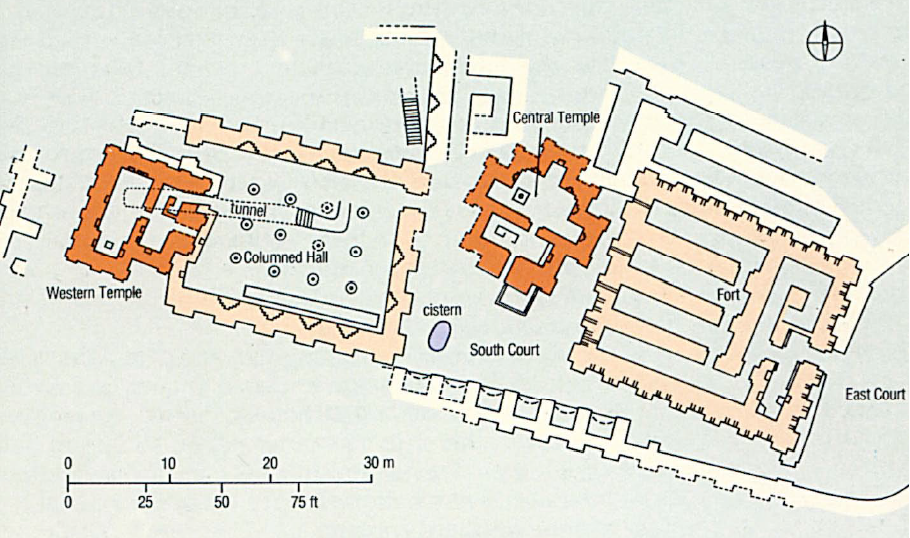 Central Temple
tunnel
Columned Hall
Western Temple
Fort
cistern
South Court
East Court
0 10 20 30 m
0 25 50 75 ft